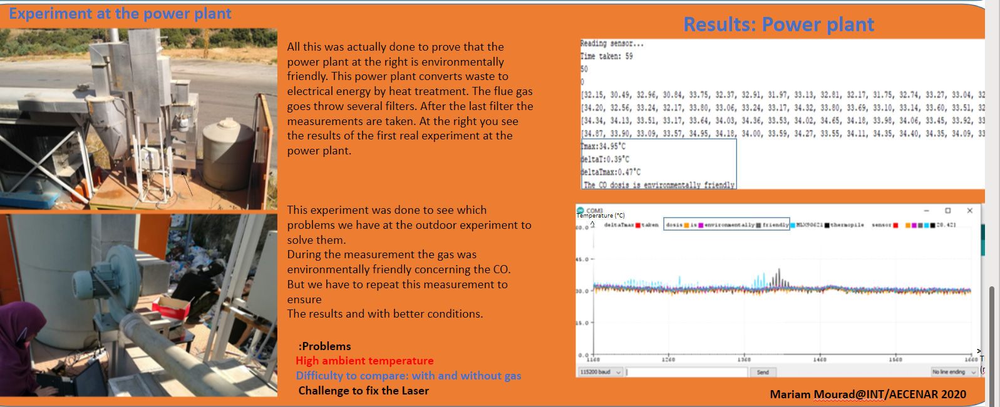 Experiment at the power plant
All this was actually done to prove that the
power plant at the right is environmentally
friendly. This power plant converts waste to
electrical energy by heat treatment. The flue gas
goes throw several filters. After the last filter the
measurements are taken. At the right you see
the results of the first real experiment at the
power plant.
This experiment was done to see which
problems we have at the outdoor experiment to
solve them.
During the measurement the gas was
environmentally friendly concerning the CO.
But we have to repeat this measurement to
ensure
The results and with better conditions.
:Problems
High ambient temperature
Difficulty to compare: with and without gas
Challenge to fix the Laser
Results: Power plant
Reading sensor...
Time taken: 59
50
0
[32.15, 30.49, 32.96, 30.84, 33.75, 32.37, 32.91, 31.97, 33.13, 32.81, 32.17, 31.75, 32.74, 33.27, 33.04, 32
[34.20, 32.56, 33.24, 32.17, 33.80, 33.06, 33.24, 33.17, 34.32, 33.80, 33.69, 33.10, 33.14, 33.60, 33.51, 32
[34.34, 34.13, 33.51, 33.17, 33.64, 34.03, 34.36, 33.53, 34.02, 34.65, 34.18, 33.98, 34.06, 33.45, 33.92, 33
[34.87, 33.90, 33.09, 33.57, 34.95, 34.18, 34.00, 33.59, 34.27, 33.55, 34.11, 34.35, 34.40, 34.35, 34.09, 33
Tmax:34.95°C
deltaT:0.39°C
deltaTmax:0.47°C
The CO dosis is environmentally friendly
COM3
Temperature (°C)
deltaTmax taken dosis is environmentally friendly MLX90621 thermopile sensor 28.42]
60.0
45.0
30.0
15.0
0.0
1160 1260 1360 1460 1560 1660
>
T
(r
115200 baud Send No line ending
Mariam Mourad@INT/AECENAR 2020